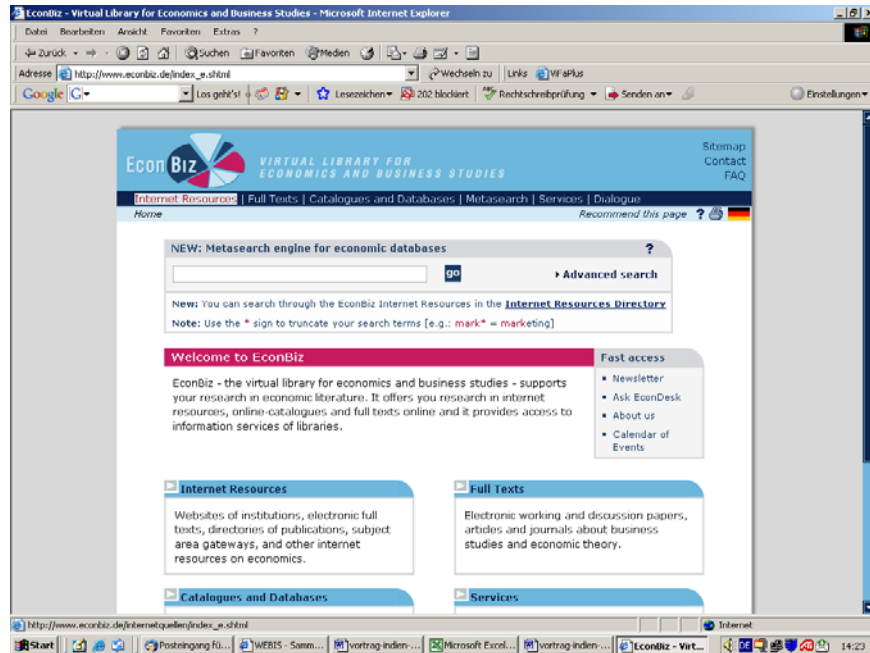 EconBiz - Virtual Library for Economics and Business Studies - Microsoft Internet Explorer
Datei Bearbeiten Ansicht Favoriten Extras ?
Zurück Suchen Favoriten Medien
Adresse http://www.econbiz.de/index_e.shtml Wechseln zu Links VFaPlus
Google G Los geht's! Lesezeichen 202 blockiert Rechtschreibprüfung Senden an Einstellungen
Sitemap
Contact
FAQ
Econ Biz VIRTUAL LIBRARY FOR
ECONOMICS AND BUSINESS STUDIES
Internet Resources | Full Texts | Catalogues and Databases | Metasearch | Services | Dialogue
Home Recommend this page ?
NEW: Metasearch engine for economic databases ?
go Advanced search
New: You can search through the EconBiz Internet Resources in the Internet Resources Directory
Note: Use the * sign to truncate your search terms [e.g.: mark* = marketing]
Welcome to EconBiz
EconBiz - the virtual library for economics and business studies - supports
your research in economic literature. It offers you research in internet
resources, online-catalogues and full texts online and it provides access to
information services of libraries.
Fast access
Newsletter
Ask EconDesk
About us
Calendar of
Events
Internet Resources
Websites of institutions, electronic full
texts, directories of publications, subject
area gateways, and other internet
resources on economics.
Full Texts
Electronic working and discussion papers,
articles and journals about business
studies and economic theory.
Catalogues and Databases
Services
http://www.econbiz.de/internetquellen/index_e.shtml Internet
Start Posteingang fü... WEBIS - Samm... vortrag-indien-... Microsoft Excel... vortrag-indien-... EconBiz - Virt... DE 14:23